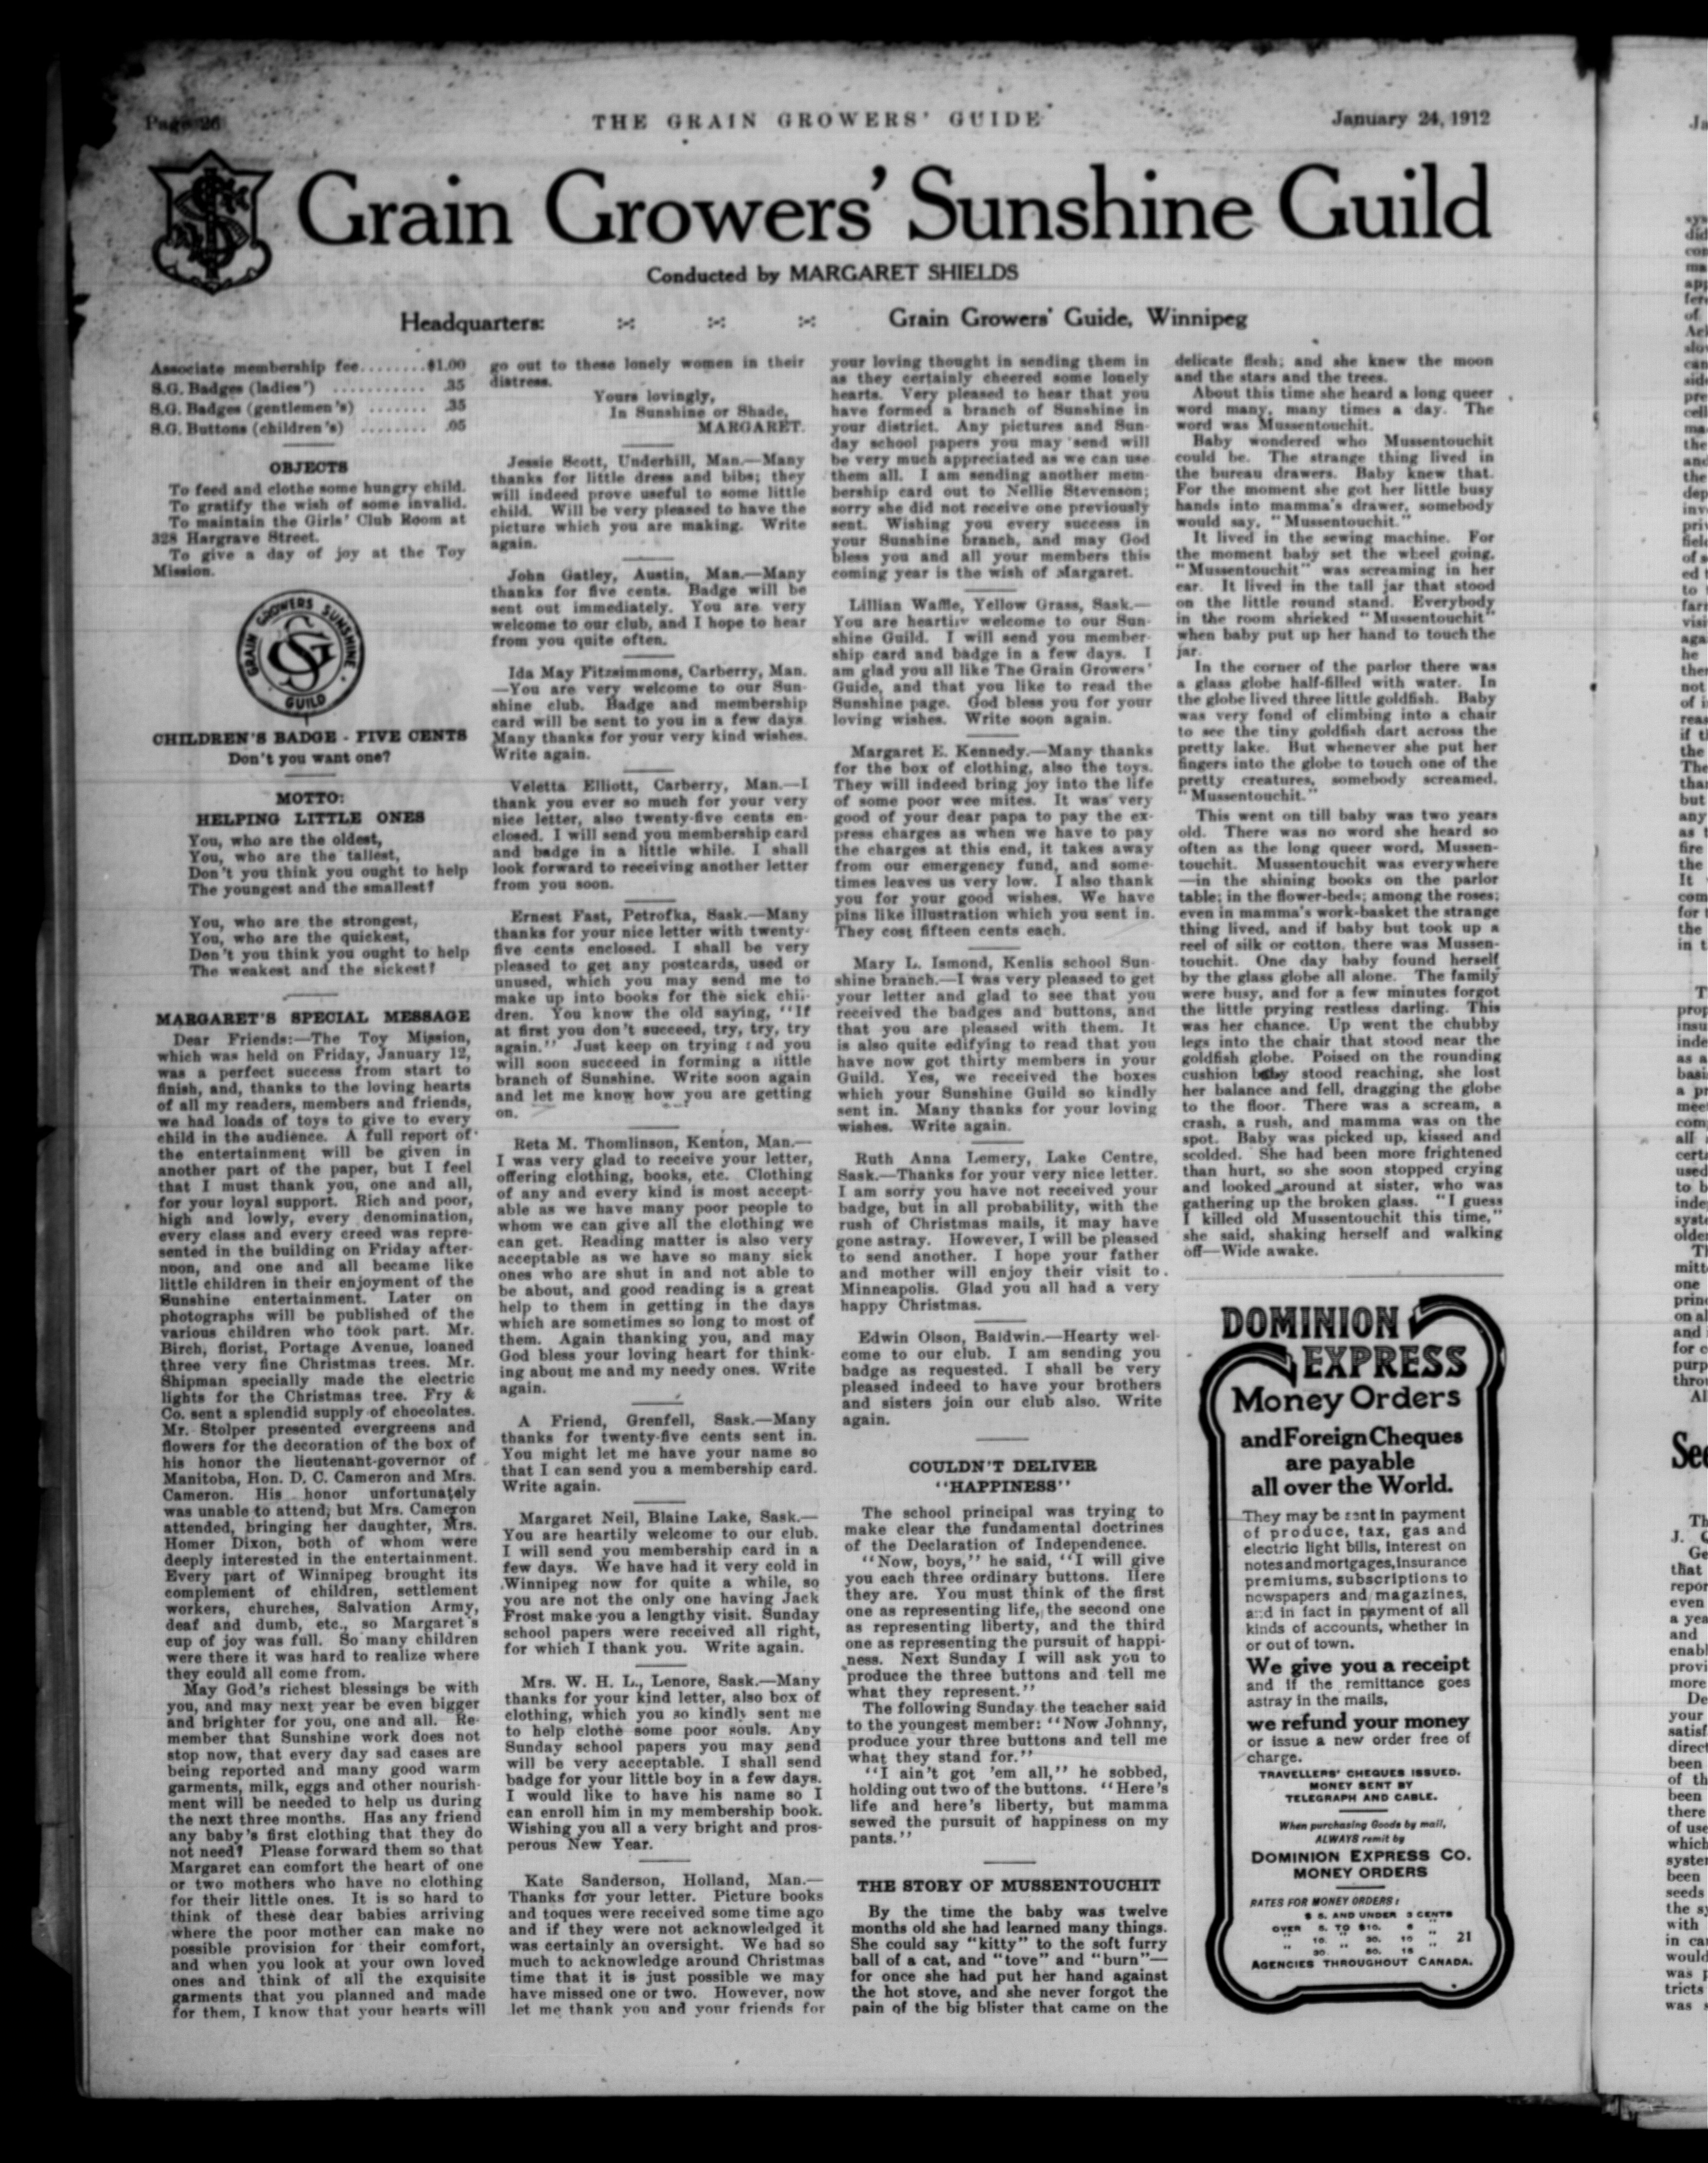 Page 26
THE GRAIN GROWERS' GUIDE
January 24, 1912
Grain Growers' Sunshine Guild
Conducted by MARGARET SHIELDS
Headquarters: Grain Growers' Guide, Winnipeg
Associate membership fee........$1.00
S.G. Badges (ladies') ........... .35
S.G. Badges (gentlemen's) ....... .35
S.G. Buttons (children's) ........ .05
OBJECTS
To feed and clothe some hungry child.
To gratify the wish of some invalid.
To maintain the Girls' Club Room at
328 Hargrave Street.
To give a day of joy at the Toy
Mission.
GRAIN GROWERS SUNSHINE
SG
GUILD
CHILDREN'S BADGE - FIVE CENTS
Don't you want one?
MOTTO:
HELPING LITTLE ONES
You, who are the oldest,
You, who are the tallest,
Don't you think you ought to help
The youngest and the smallest?
You, who are the strongest,
You, who are the quickest,
Don't you think you ought to help
The weakest and the sickest?
MARGARET'S SPECIAL MESSAGE
Dear Friends:—The Toy Mission,
which was held on Friday, January 12,
was a perfect success from start to
finish, and, thanks to the loving hearts
of all my readers, members and friends,
we had loads of toys to give to every
child in the audience. A full report of
the entertainment will be given in
another part of the paper, but I feel
that I must thank you, one and all,
for your loyal support. Rich and poor,
high and lowly, every denomination,
every class and every creed was repre-
sented in the building on Friday after-
noon, and one and all became like
little children in their enjoyment of the
Sunshine entertainment. Later on
photographs will be published of the
various children who took part. Mr.
Birch, florist, Portage Avenue, loaned
three very fine Christmas trees. Mr.
Shipman specially made the electric
lights for the Christmas tree. Fry &
Co. sent a splendid supply of chocolates.
Mr. Stolper presented evergreens and
flowers for the decoration of the box of
his honor the lieutenant-governor of
Manitoba, Hon. D. C. Cameron and Mrs.
Cameron. His honor unfortunately
was unable to attend, but Mrs. Cameron
attended, bringing her daughter, Mrs.
Homer Dixon, both of whom were
deeply interested in the entertainment.
Every part of Winnipeg brought its
complement of children, settlement
workers, churches, Salvation Army,
deaf and dumb, etc., so Margaret's
cup of joy was full. So many children
were there it was hard to realize where
they could all come from.
May God's richest blessings be with
you, and may next year be even bigger
and brighter for you, one and all. Re-
member that Sunshine work does not
stop now, that every day sad cases are
being reported and many good warm
garments, milk, eggs and other nourish-
ment will be needed to help us during
the next three months. Has any friend
any baby's first clothing that they do
not need? Please forward them so that
Margaret can comfort the heart of one
or two mothers who have no clothing
for their little ones. It is so hard to
think of these dear babies arriving
where the poor mother can make no
possible provision for their comfort,
and when you look at your own loved
ones and think of all the exquisite
garments that you planned and made
for them, I know that your hearts will
go out to these lonely women in their
distress.
Yours lovingly,
In Sunshine or Shade,
MARGARET.
Jessie Scott, Underhill, Man.—Many
thanks for little dress and bibs; they
will indeed prove useful to some little
child. Will be very pleased to have the
picture which you are making. Write
again.
John Gatley, Austin, Man.—Many
thanks for five cents. Badge will be
sent out immediately. You are very
welcome to our club, and I hope to hear
from you quite often.
Ida May Fitzsimmons, Carberry, Man.
—You are very welcome to our Sun-
shine club. Badge and membership
card will be sent to you in a few days.
Many thanks for your very kind wishes.
Write again.
Veletta Elliott, Carberry, Man.—I
thank you ever so much for your very
nice letter, also twenty-five cents en-
closed. I will send you membership card
and badge in a little while. I shall
look forward to receiving another letter
from you soon.
Ernest Fast, Petrofka, Sask.—Many
thanks for your nice letter with twenty-
five cents enclosed. I shall be very
pleased to get any postcards, used or
unused, which you may send me to
make up into books for the sick chil-
dren. You know the old saying, "If
at first you don't succeed, try, try, try
again." Just keep on trying and you
will soon succeed in forming a little
branch of Sunshine. Write soon again
and let me know how you are getting
on.
Reta M. Thomlinson, Kenton, Man.—
I was very glad to receive your letter,
offering clothing, books, etc. Clothing
of any and every kind is most accept-
able as we have many poor people to
whom we can give all the clothing we
can get. Reading matter is also very
acceptable as we have so many sick
ones who are shut in and not able to
be about, and good reading is a great
help to them in getting in the days
which are sometimes so long to most of
them. Again thanking you, and may
God bless your loving heart for think-
ing about me and my needy ones. Write
again.
A Friend, Grenfell, Sask.—Many
thanks for twenty-five cents sent in.
You might let me have your name so
that I can send you a membership card.
Write again.
Margaret Neil, Blaine Lake, Sask.—
You are heartily welcome to our club.
I will send you membership card in a
few days. We have had it very cold in
Winnipeg now for quite a while, so
you are not the only one having Jack
Frost make you a lengthy visit. Sunday
school papers were received all right,
for which I thank you. Write again.
Mrs. W. H. L., Lenore, Sask.—Many
thanks for your kind letter, also box of
clothing, which you so kindly sent me
to help clothe some poor souls. Any
Sunday school papers you may send
will be very acceptable. I shall send
badge for your little boy in a few days.
I would like to have his name so I
can enroll him in my membership book.
Wishing you all a very bright and pros-
perous New Year.
Kate Sanderson, Holland, Man.—
Thanks for your letter. Picture books
and toques were received some time ago
and if they were not acknowledged it
was certainly an oversight. We had so
much to acknowledge around Christmas
time that it is just possible we may
have missed one or two. However, now
let me thank you and your friends for
your loving thought in sending them in
as they certainly cheered some lonely
hearts. Very pleased to hear that you
have formed a branch of Sunshine in
your district. Any pictures and Sun-
day school papers you may send will
be very much appreciated as we can use
them all. I am sending another mem-
bership card out to Nellie Stevenson;
sorry she did not receive one previously
sent. Wishing you every success in
your Sunshine branch, and may God
bless you and all your members this
coming year is the wish of Margaret.
Lillian Waffle, Yellow Grass, Sask.—
You are heartily welcome to our Sun-
shine Guild. I will send you member-
ship card and badge in a few days. I
am glad you all like The Grain Growers'
Guide, and that you like to read the
Sunshine page. God bless you for your
loving wishes. Write soon again.
Margaret E. Kennedy.—Many thanks
for the box of clothing, also the toys.
They will indeed bring joy into the life
of some poor wee mites. It was very
good of your dear papa to pay the ex-
press charges as when we have to pay
the charges at this end, it takes away
from our emergency fund, and some-
times leaves us very low. I also thank
you for your good wishes. We have
pins like illustration which you sent in.
They cost fifteen cents each.
Mary L. Ismond, Kenlis school Sun-
shine branch.—I was very pleased to get
your letter and glad to see that you
received the badges and buttons, and
that you are pleased with them. It
is also quite edifying to read that you
have now got thirty members in your
Guild. Yes, we received the boxes
which your Sunshine Guild so kindly
sent in. Many thanks for your loving
wishes. Write again.
Ruth Anna Lemery, Lake Centre,
Sask.—Thanks for your very nice letter.
I am sorry you have not received your
badge, but in all probability, with the
rush of Christmas mails, it may have
gone astray. However, I will be pleased
to send another. I hope your father
and mother will enjoy their visit to
Minneapolis. Glad you all had a very
happy Christmas.
Edwin Olson, Baldwin.—Hearty wel-
come to our club. I am sending you
badge as requested. I shall be very
pleased indeed to have your brothers
and sisters join our club also. Write
again.
COULDN'T DELIVER
"HAPPINESS"
The school principal was trying to
make clear the fundamental doctrines
of the Declaration of Independence.
"Now, boys," he said, "I will give
you each three ordinary buttons. Here
they are. You must think of the first
one as representing life, the second one
as representing liberty, and the third
one as representing the pursuit of happi-
ness. Next Sunday I will ask you to
produce the three buttons and tell me
what they represent."
The following Sunday the teacher said
to the youngest member: "Now Johnny,
produce your three buttons and tell me
what they stand for."
"I ain't got 'em all," he sobbed,
holding out two of the buttons. "Here's
life and here's liberty, but mamma
sewed the pursuit of happiness on my
pants."
THE STORY OF MUSSENTOUCHIT
By the time the baby was twelve
months old she had learned many things.
She could say "kitty" to the soft furry
ball of a cat, and "tove" and "burn"—
for once she had put her hand against
the hot stove, and she never forgot the
pain of the big blister that came on the
delicate flesh; and she knew the moon
and the stars and the trees.
About this time she heard a long queer
word many, many times a day. The
word was Mussentouchit.
Baby wondered who Mussentouchit
could be. The strange thing lived in
the bureau drawers. Baby knew that.
For the moment she got her little busy
hands into mamma's drawer, somebody
would say, "Mussentouchit."
It lived in the sewing machine. For
the moment baby set the wheel going,
"Mussentouchit" was screaming in her
ear. It lived in the tall jar that stood
on the little round stand. Everybody
in the room shrieked "Mussentouchit"
when baby put up her hand to touch the
jar.
In the corner of the parlor there was
a glass globe half-filled with water. In
the globe lived three little goldfish. Baby
was very fond of climbing into a chair
to see the tiny goldfish dart across the
pretty lake. But whenever she put her
fingers into the globe to touch one of the
pretty creatures, somebody screamed,
"Mussentouchit."
This went on till baby was two years
old. There was no word she heard so
often as the long queer word, Mussen-
touchit. Mussentouchit was everywhere
—in the shining books on the parlor
table; in the flower-beds; among the roses;
even in mamma's work-basket the strange
thing lived, and if baby but took up a
reel of silk or cotton, there was Mussen-
touchit. One day baby found herself
by the glass globe all alone. The family
were busy, and for a few minutes forgot
the little prying restless darling. This
was her chance. Up went the chubby
legs into the chair that stood near the
goldfish globe. Poised on the rounding
cushion baby stood reaching, she lost
her balance and fell, dragging the globe
to the floor. There was a scream, a
crash, a rush, and mamma was on the
spot. Baby was picked up, kissed and
scolded. She had been more frightened
than hurt, so she soon stopped crying
and looked around at sister, who was
gathering up the broken glass. "I guess
I killed old Mussentouchit this time,"
she said, shaking herself and walking
off—Wide awake.
DOMINION
EXPRESS
Money Orders
and Foreign Cheques
are payable
all over the World.
They may be sent in payment
of produce, tax, gas and
electric light bills, interest on
notes and mortgages, insurance
premiums, subscriptions to
newspapers and magazines,
and in fact in payment of all
kinds of accounts, whether in
or out of town.
We give you a receipt
and if the remittance goes
astray in the mails,
we refund your money
or issue a new order free of
charge.
TRAVELLERS' CHEQUES ISSUED.
MONEY SENT BY
TELEGRAPH AND CABLE.
When purchasing Goods by mail,
ALWAYS remit by
DOMINION EXPRESS CO.
MONEY ORDERS
RATES FOR MONEY ORDERS:
$ 5. AND UNDER 3 CENTS
OVER 5. TO $10. 6 "
" 10. " 30. 10 "
" 30. " 50. 15 "
21
AGENCIES THROUGHOUT CANADA.